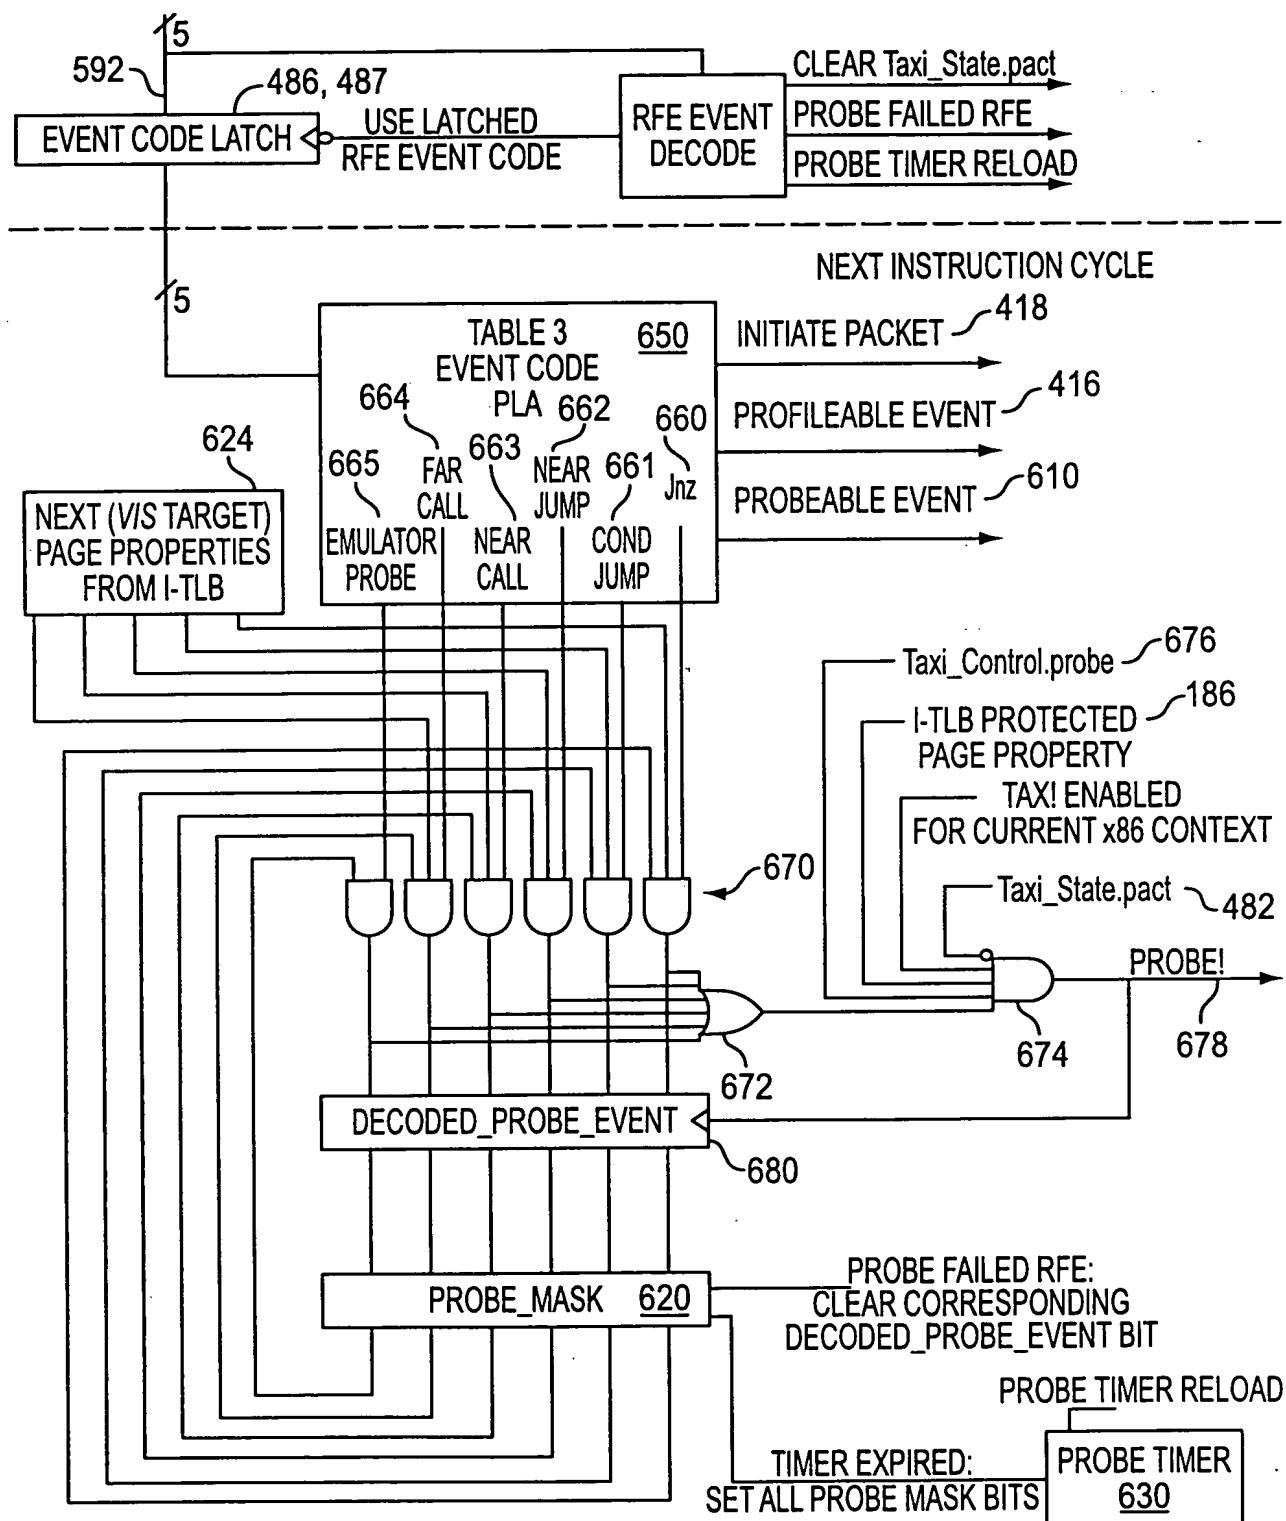 5
592
486, 487
EVENT CODE LATCH
USE LATCHED
RFE EVENT CODE
RFE EVENT
DECODE
CLEAR Taxi_State.pact
PROBE FAILED RFE
PROBE TIMER RELOAD
NEXT INSTRUCTION CYCLE
5
TABLE 3
EVENT CODE
PLA
650
INITIATE PACKET
418
PROFILEABLE EVENT
416
PROBEABLE EVENT
610
664
662
660
665
FAR
CALL
663
NEAR
JUMP
661
Jnz
EMULATOR
PROBE
NEAR
CALL
COND
JUMP
624
NEXT (V/S TARGET)
PAGE PROPERTIES
FROM I-TLB
Taxi_Control.probe
676
I-TLB PROTECTED
PAGE PROPERTY
186
TAX! ENABLED
FOR CURRENT x86 CONTEXT
Taxi_State.pact
482
670
PROBE!
672
674
678
DECODED_PROBE_EVENT
680
PROBE_MASK 620
PROBE FAILED RFE:
CLEAR CORRESPONDING
DECODED_PROBE_EVENT BIT
PROBE TIMER RELOAD
TIMER EXPIRED:
SET ALL PROBE MASK BITS
PROBE TIMER
630